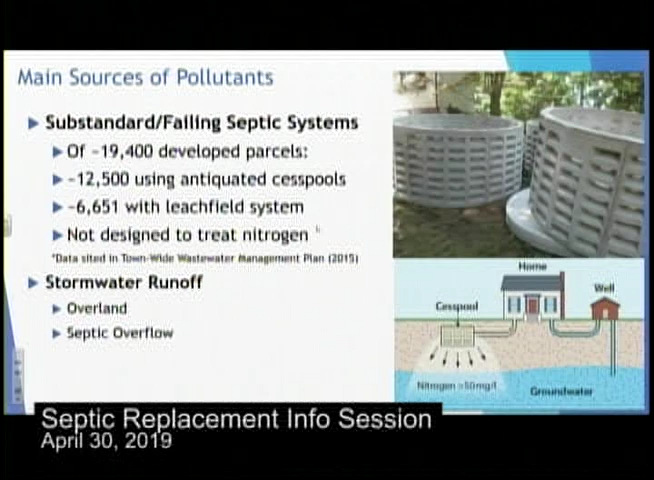 Main Sources of Pollutants
Substandard/Failing Septic Systems
Of ~19,400 developed parcels:
~12,500 using antiquated cesspools
~6,651 with leachfield system
Not designed to treat nitrogen
*Data sited in Town-Wide Wastewater Management Plan (2015)
Stormwater Runoff
Overland
Septic Overflow
Home
Well
Cesspool
Nitrogen >50mg/l
Groundwater
Septic Replacement Info Session
April 30, 2019